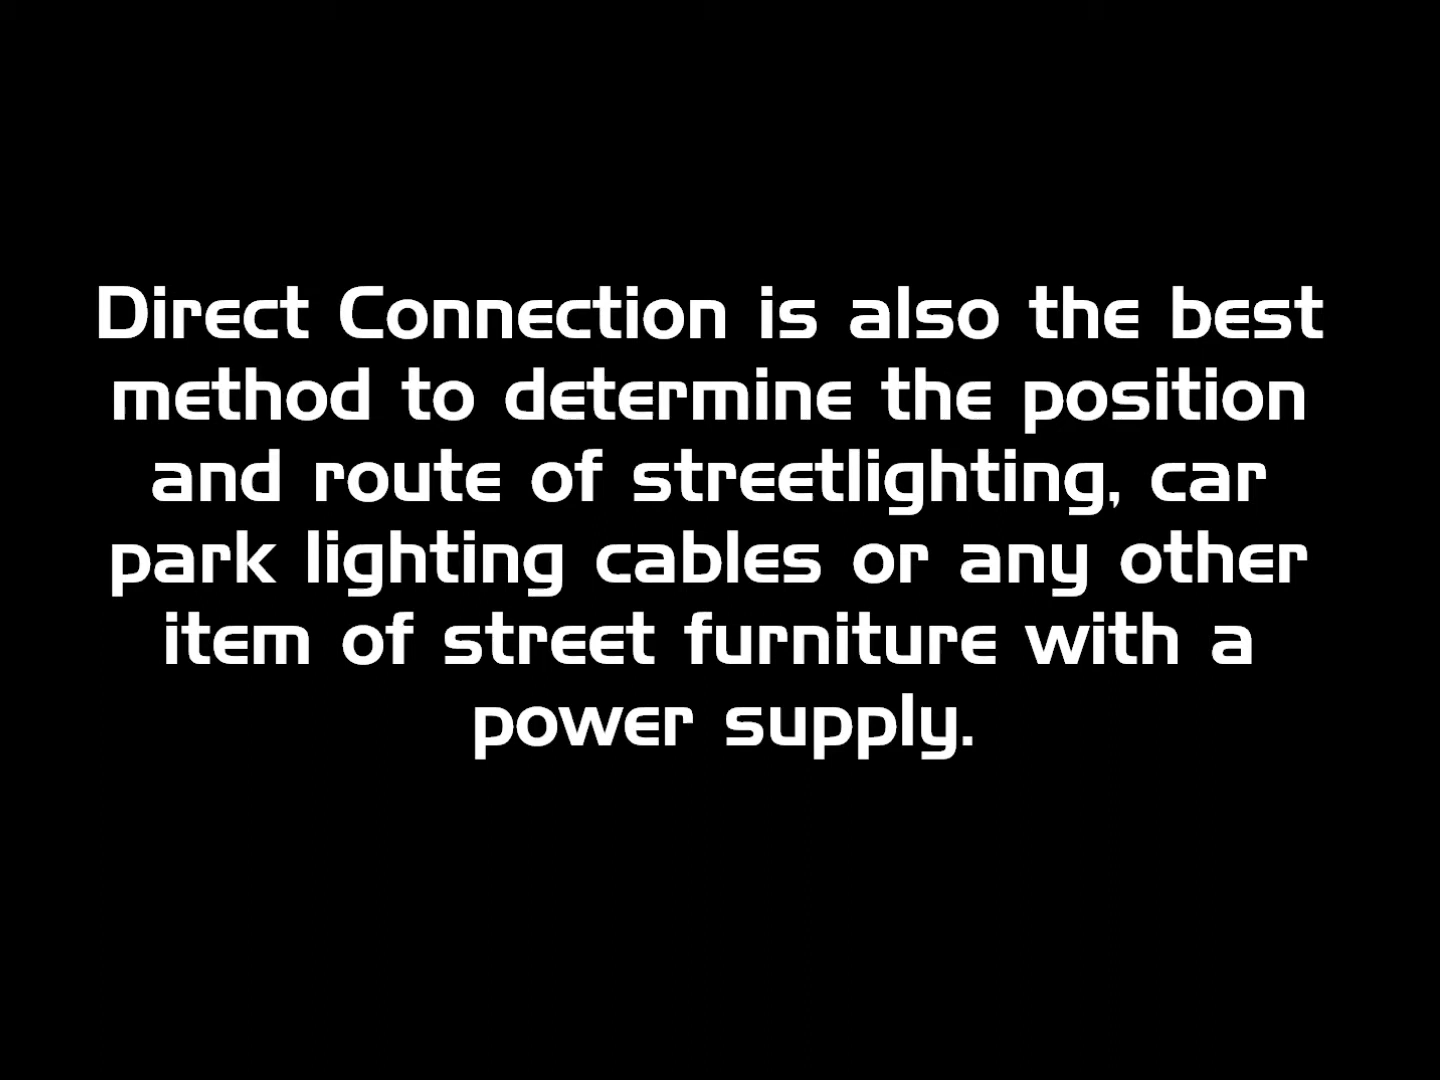 Direct Connection is also the best
method to determine the position
and route of streetlighting, car
park lighting cables or any other
item of street furniture with a
power supply.